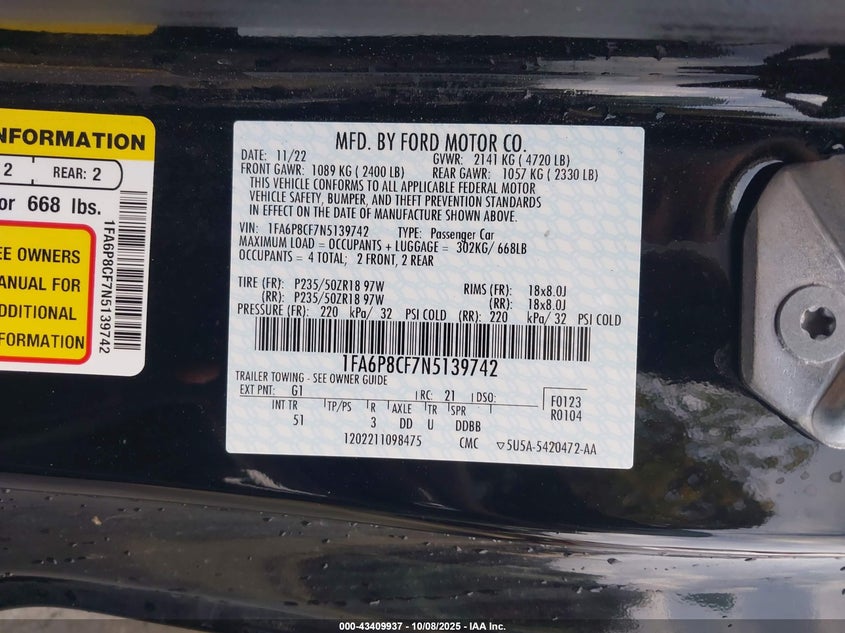 NFORMATION
2 REAR: 2
or 668 lbs.
EE OWNERS
ANUAL FOR
DDITIONAL
FORMATION
1FA6P8CF7N5139742
MFD. BY FORD MOTOR CO.
DATE: 11/22 GVWR: 2141 KG ( 4720 LB)
FRONT GAWR: 1089 KG ( 2400 LB) REAR GAWR: 1057 KG ( 2330 LB)
THIS VEHICLE CONFORMS TO ALL APPLICABLE FEDERAL MOTOR
VEHICLE SAFETY, BUMPER, AND THEFT PREVENTION STANDARDS
IN EFFECT ON THE DATE OF MANUFACTURE SHOWN ABOVE.
VIN: 1FA6P8CF7N5139742 TYPE: Passenger Car
MAXIMUM LOAD = OCCUPANTS + LUGGAGE = 302KG/ 668LB
OCCUPANTS = 4 TOTAL; 2 FRONT, 2 REAR
TIRE (FR): P235/50ZR18 97W RIMS (FR): 18x8.0J
(RR): P235/50ZR18 97W (RR): 18x8.0J
PRESSURE (FR): 220 kPa/ 32 PSI COLD (RR): 220 kPa/ 32 PSI COLD
1FA6P8CF7N5139742
TRAILER TOWING - SEE OWNER GUIDE
EXT PNT: G1 RC: 21 DSO: F0123
INT TR TP/PS R AXLE TR SPR R0104
51 3 DD U DDBB
1202211098475 CMC ▽5U5A-5420472-AA
000-43409937 - 10/08/2025 - IAA Inc.